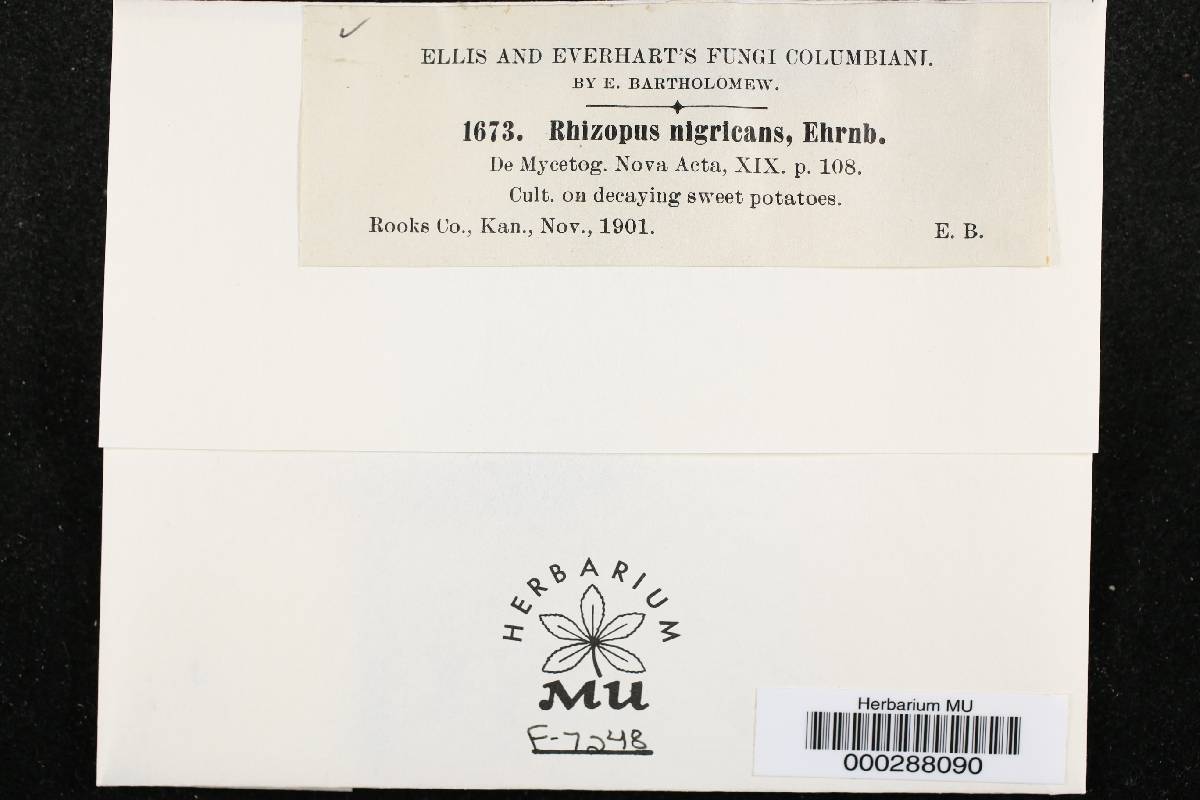 ELLIS AND EVERHART'S FUNGI COLUMBIANI.
BY E. BARTHOLOMEW.
1673. Rhizopus nigricans, Ehrnb.
De Mycetog. Nova Acta, XIX. p. 108.
Cult. on decaying sweet potatoes.
Rooks Co., Kan., Nov., 1901. E. B.
HERBARIUM
MU
F-7248
Herbarium MU
000288090